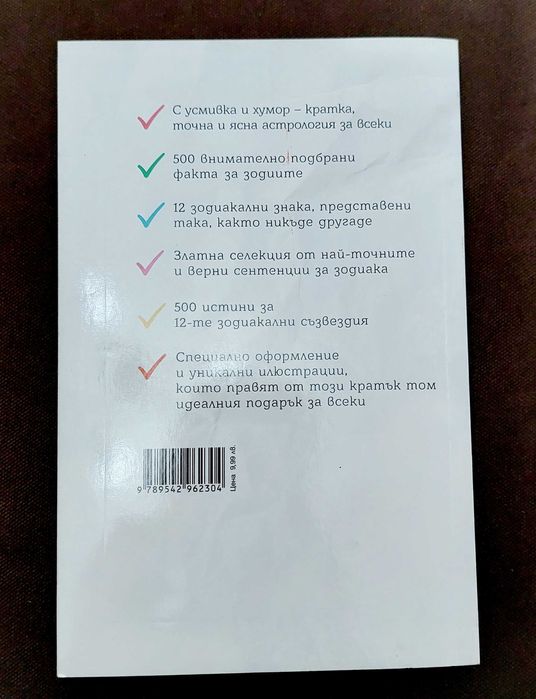 С усмивка и хумор – кратка,
точна и ясна астрология за всеки
500 внимателно подбрани
факта за зодиите
12 зодиакални знака, представени
така, както никъде другаде
Златна селекция от най-точните
и верни сентенции за зодиака
500 истини за
12-те зодиакални съзвездия
Специално оформление
и уникални илюстрации,
които правят от този кратък том
идеалния подарък за всеки
9 789542 962304
Цена 9,99 лв.